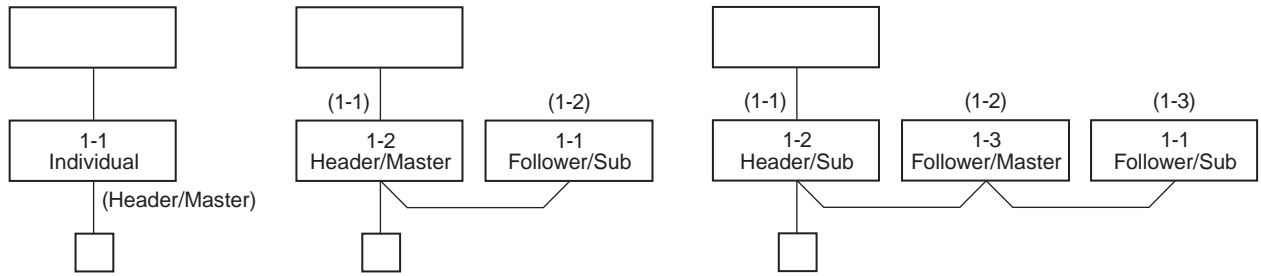 (1-1)
(1-2)
(1-1)
(1-2)
(1-3)
1-1
Individual
1-2
Header/Master
1-1
Follower/Sub
1-2
Header/Sub
1-3
Follower/Master
1-1
Follower/Sub
(Header/Master)